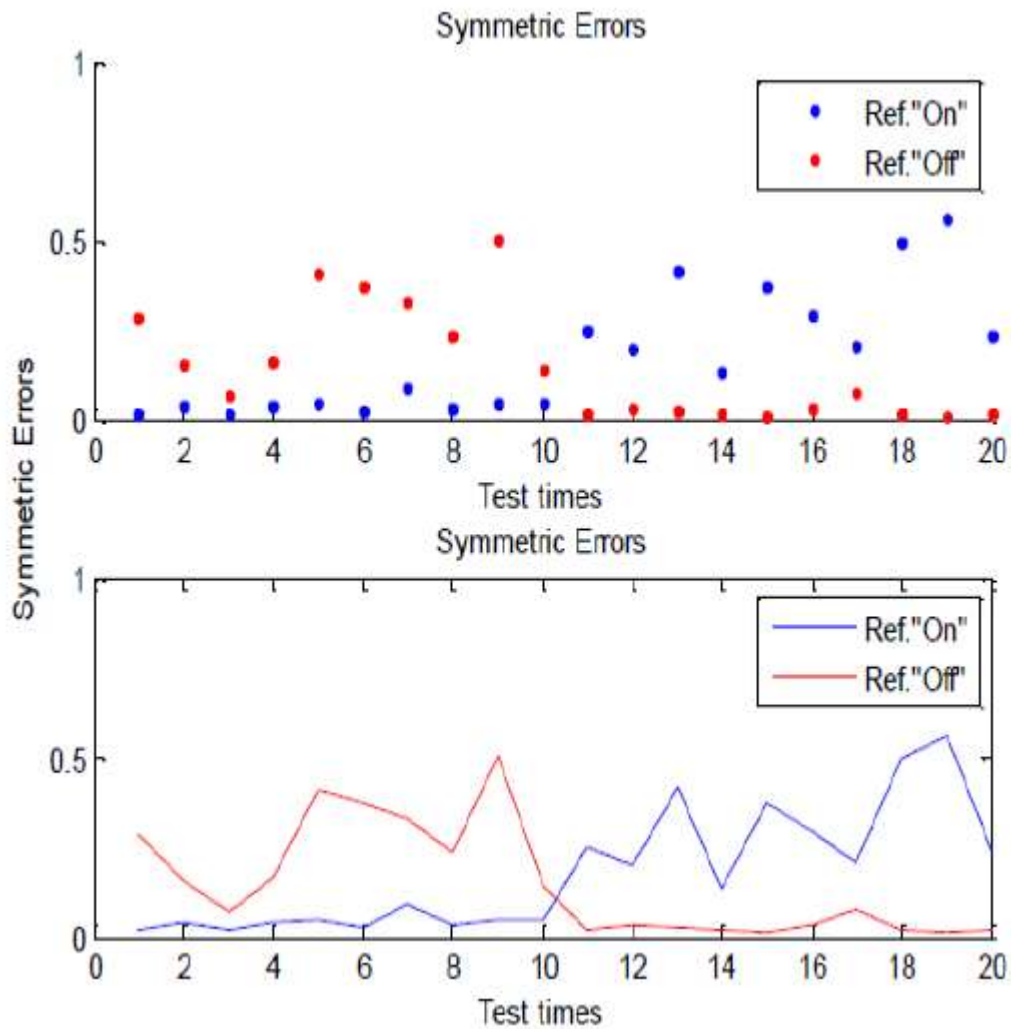 Symmetric Errors
1
0.5
0
Ref."On"
Ref."Off"
0 2 4 6 8 10 12 14 16 18 20
Test times
Symmetric Errors
Symmetric Errors
1
0.5
0
Ref."On"
Ref."Off"
0 2 4 6 8 10 12 14 16 18 20
Test times